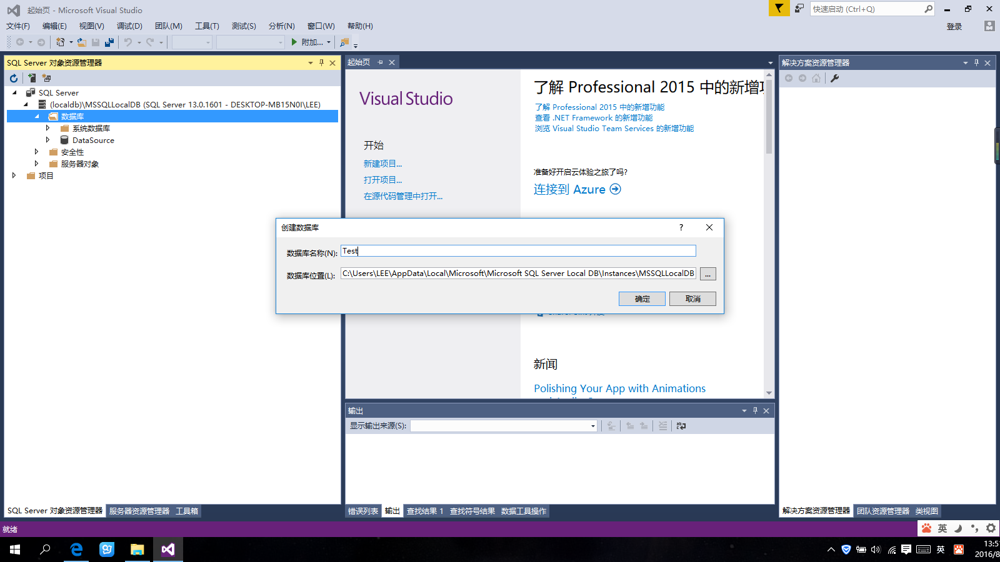 起始页 - Microsoft Visual Studio
快速启动 (Ctrl+Q)
文件(F) 编辑(E) 视图(V) 调试(D) 团队(M) 工具(T) 测试(S) 分析(N) 窗口(W) 帮助(H)
登录
附加...
SQL Server 对象资源管理器
SQL Server
(localdb)\MSSQLLocalDB (SQL Server 13.0.1601 - DESKTOP-MB15N0I\LEE)
数据库
系统数据库
DataSource
安全性
服务器对象
项目
起始页
Visual Studio
开始
新建项目...
打开项目...
在源代码管理中打开...
了解 Professional 2015 中的新增
了解 Professional 2015 中的新增功能
查看 .NET Framework 的新增功能
浏览 Visual Studio Team Services 的新增功能
准备好开启云体验之旅了吗?
连接到 Azure
创建数据库
?
数据库名称(N):
Test
数据库位置(L):
C:\Users\LEE\AppData\Local\Microsoft\Microsoft SQL Server Local DB\Instances\MSSQLLocalDB
...
确定
取消
新闻
Polishing Your App with Animations
输出
显示输出来源(S):
解决方案资源管理器
SQL Server 对象资源管理器 服务器资源管理器 工具箱
错误列表 输出 查找结果 1 查找符号结果 数据工具操作
解决方案资源管理器 团队资源管理器 类视图
就绪
英
英
13:5
2016/8